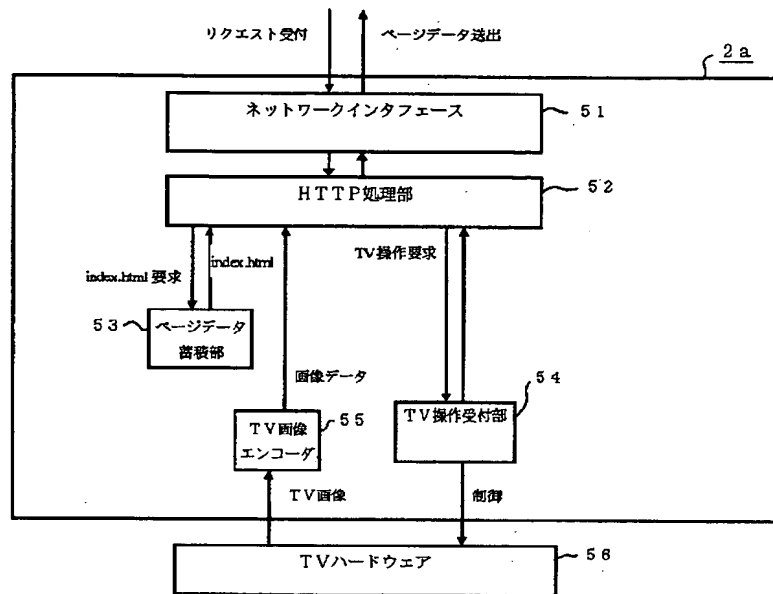 リクエスト受付
ページデータ送出
2a
ネットワークインタフェース
51
HTTP処理部
52
index.html 要求
index.html
TV操作要求
53
ページデータ
蓄積部
画像データ
54
TV操作受付部
TV画像
エンコーダ
55
TV画像
制御
TVハードウェア
56